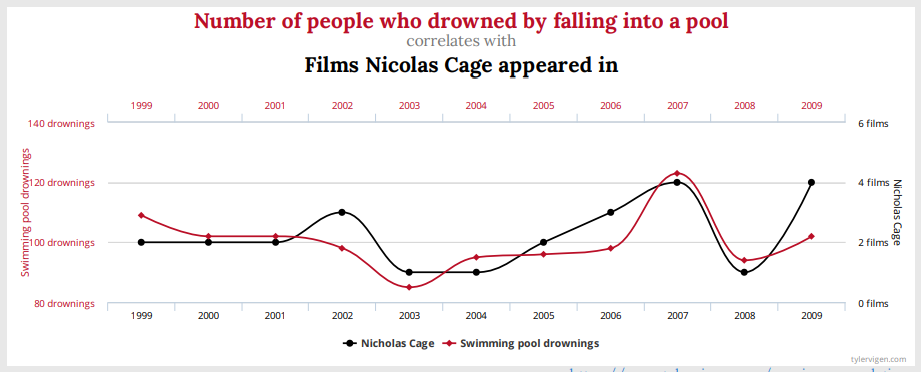 Number of people who drowned by falling into a pool
correlates with
Films Nicolas Cage appeared in
1999 2000 2001 2002 2003 2004 2005 2006 2007 2008 2009
140 drownings 6 films
120 drownings 4 films
100 drownings 2 films
80 drownings 0 films
Swimming pool drownings
Nicholas Cage
1999 2000 2001 2002 2003 2004 2005 2006 2007 2008 2009
Nicholas Cage Swimming pool drownings
tylervigen.com